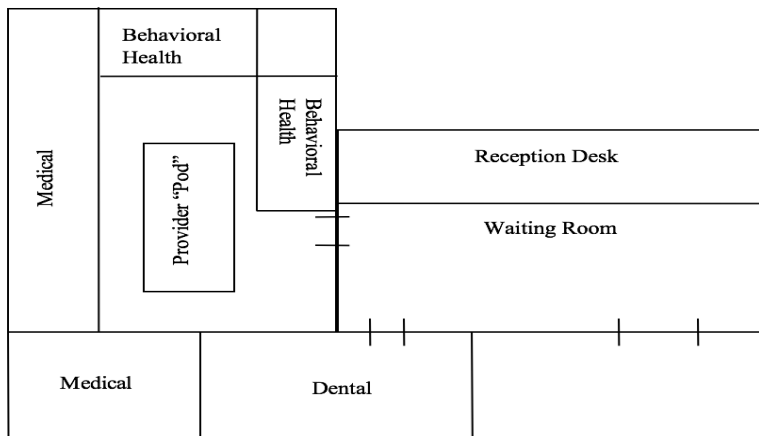 Behavioral
Health
Behavioral
Health
Medical
Provider “Pod”
Reception Desk
Waiting Room
Medical
Dental